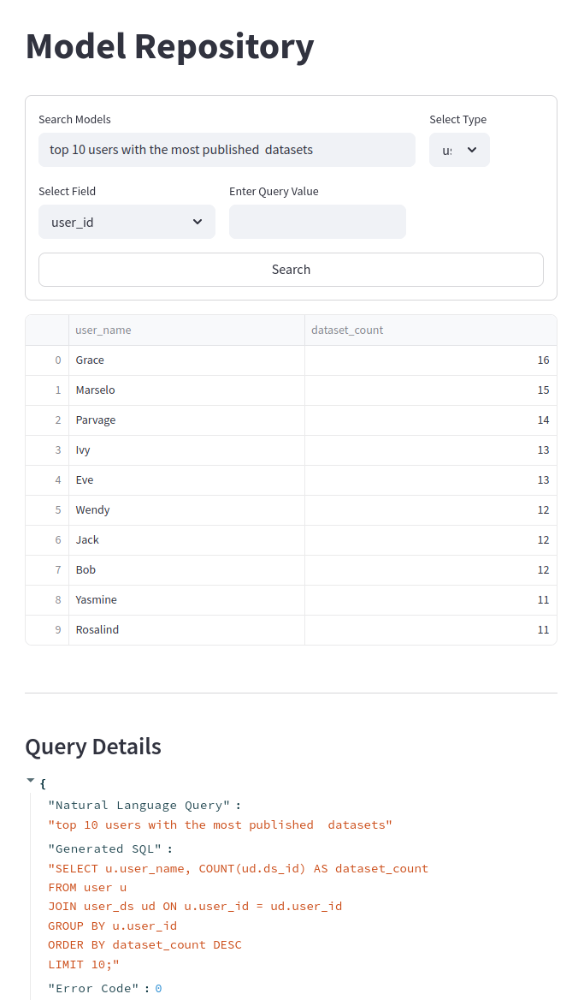 Model Repository
Search Models Select Type
top 10 users with the most published  datasets us
Select Field Enter Query Value
user_id
Search
user_name dataset_count
0 Grace 16
1 Marselo 15
2 Parvage 14
3 Ivy 13
4 Eve 13
5 Wendy 12
6 Jack 12
7 Bob 12
8 Yasmine 11
9 Rosalind 11
Query Details
{
"Natural Language Query" :
"top 10 users with the most published  datasets"
"Generated SQL" :
"SELECT u.user_name, COUNT(ud.ds_id) AS dataset_count
FROM user u
JOIN user_ds ud ON u.user_id = ud.user_id
GROUP BY u.user_id
ORDER BY dataset_count DESC
LIMIT 10;"
"Error Code" : 0